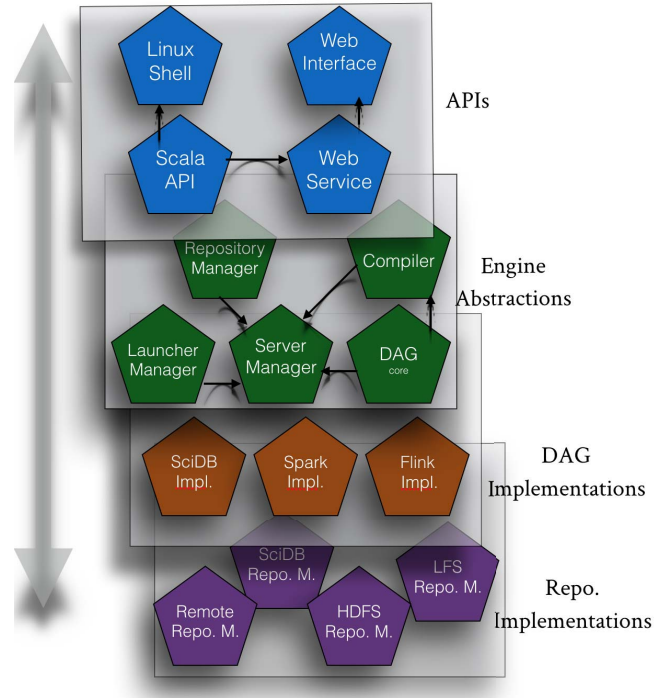 Linux
Shell
Web
Interface
APIs
Scala
API
Web
Service
Repository
Manager
Compiler
Engine
Abstractions
Launcher
Manager
Server
Manager
DAG
core
SciDB
Impl.
Spark
Impl.
Flink
Impl.
DAG
Implementations
SciDB
Repo. M.
LFS
Repo. M.
Remote
Repo. M.
HDFS
Repo. M.
Repo.
Implementations